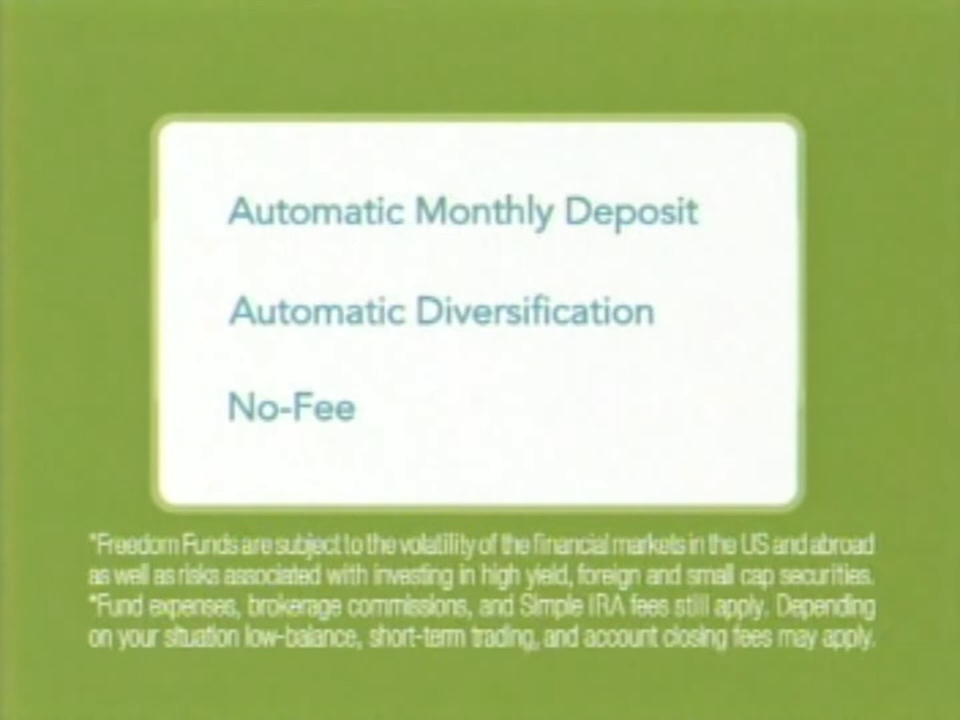 Automatic Monthly Deposit
Automatic Diversification
No-Fee
*Freedom Funds are subject to the volatility of the financial markets in the US and abroad
as well as risks associated with investing in high yield, foreign and small cap securities.
*Fund expenses, brokerage commissions, and Simple IRA fees still apply. Depending
on your situation low-balance, short-term trading, and account closing fees may apply.